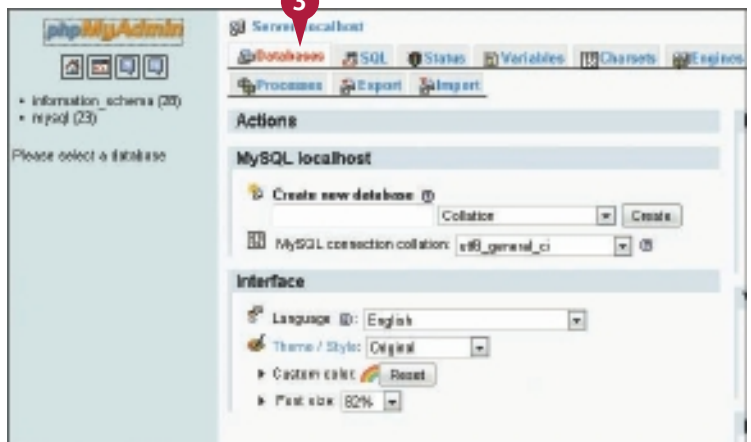 3
phpMyAdmin
information_schema (28)
mysql (23)
Please select a database
Server: localhost
Databases SQL Status Variables Charsets Engines
Processes Export Import
Actions
MySQL localhost
Create new database
Collation Create
MySQL connection collation: utf8_general_ci
Interface
Language : English
Theme / Style: Original
Custom color: Reset
Font size: 82%